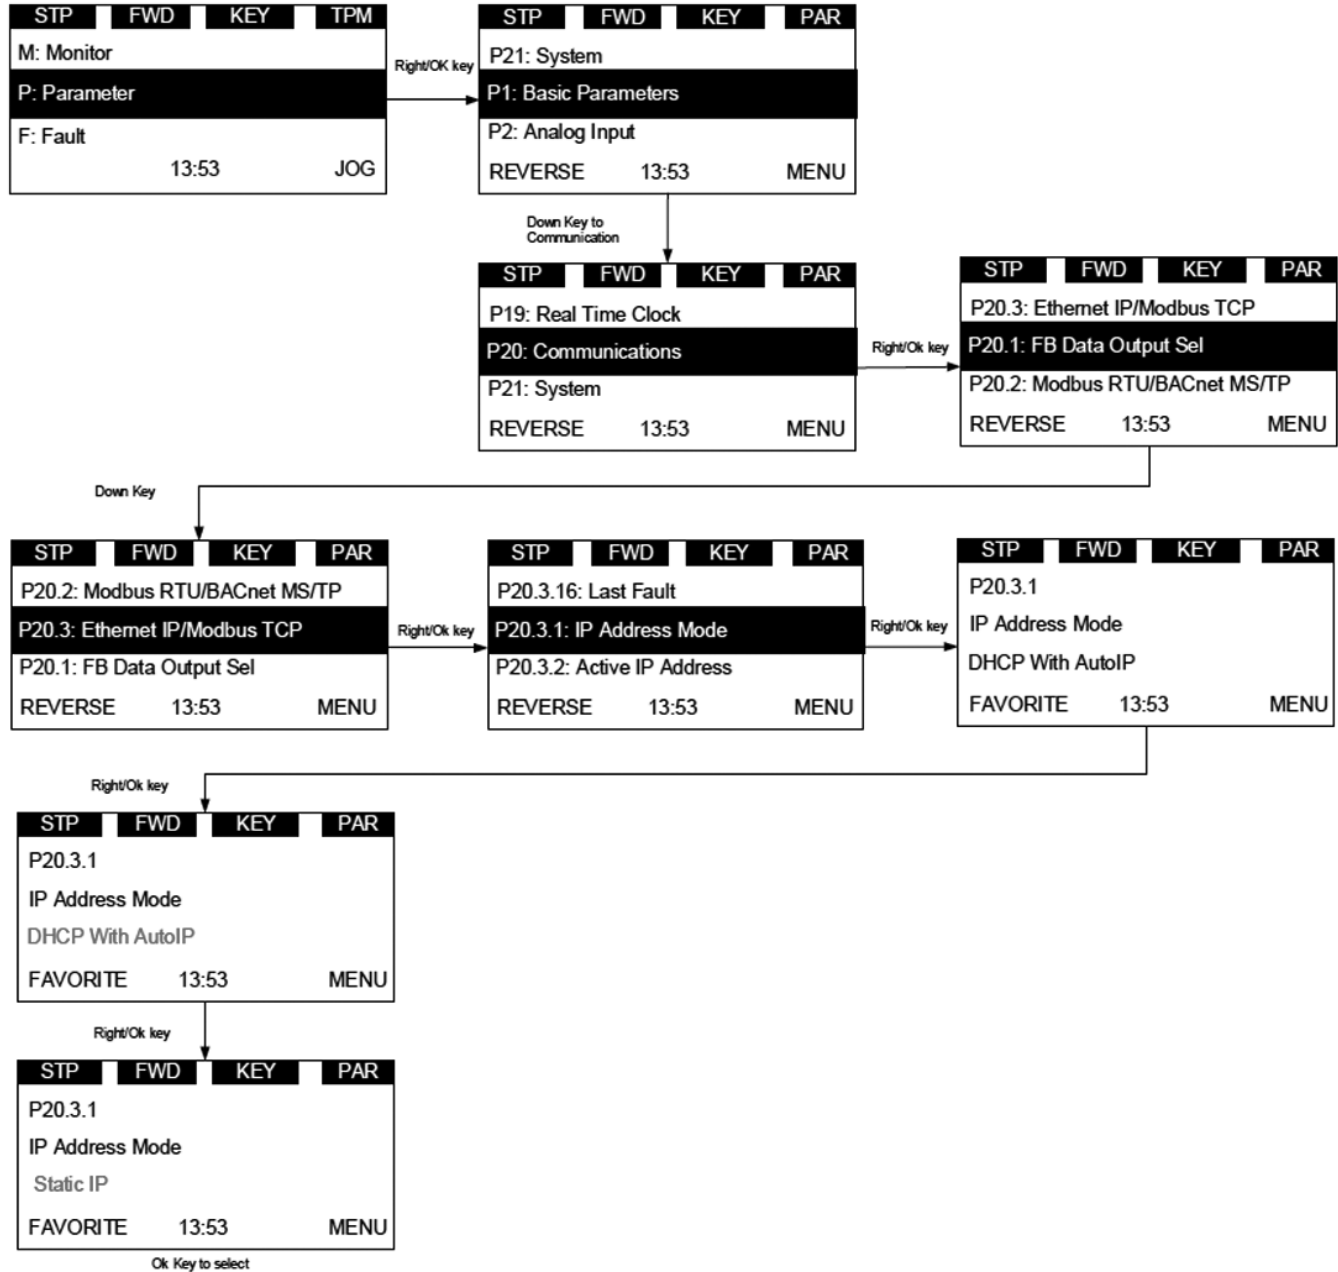 STP FWD KEY TPM
M: Monitor
P: Parameter
F: Fault
13:53 JOG
Right/OK key
STP FWD KEY PAR
P21: System
P1: Basic Parameters
P2: Analog Input
REVERSE 13:53 MENU
Down Key to
Communication
STP FWD KEY PAR
P19: Real Time Clock
P20: Communications
P21: System
REVERSE 13:53 MENU
Right/Ok key
STP FWD KEY PAR
P20.3: Ethernet IP/Modbus TCP
P20.1: FB Data Output Sel
P20.2: Modbus RTU/BACnet MS/TP
REVERSE 13:53 MENU
Down Key
STP FWD KEY PAR
P20.2: Modbus RTU/BACnet MS/TP
P20.3: Ethernet IP/Modbus TCP
P20.1: FB Data Output Sel
REVERSE 13:53 MENU
Right/Ok key
STP FWD KEY PAR
P20.3.16: Last Fault
P20.3.1: IP Address Mode
P20.3.2: Active IP Address
REVERSE 13:53 MENU
Right/Ok key
STP FWD KEY PAR
P20.3.1
IP Address Mode
DHCP With AutoIP
FAVORITE 13:53 MENU
Right/Ok key
STP FWD KEY PAR
P20.3.1
IP Address Mode
DHCP With AutoIP
FAVORITE 13:53 MENU
Right/Ok key
STP FWD KEY PAR
P20.3.1
IP Address Mode
Static IP
FAVORITE 13:53 MENU
Ok Key to select